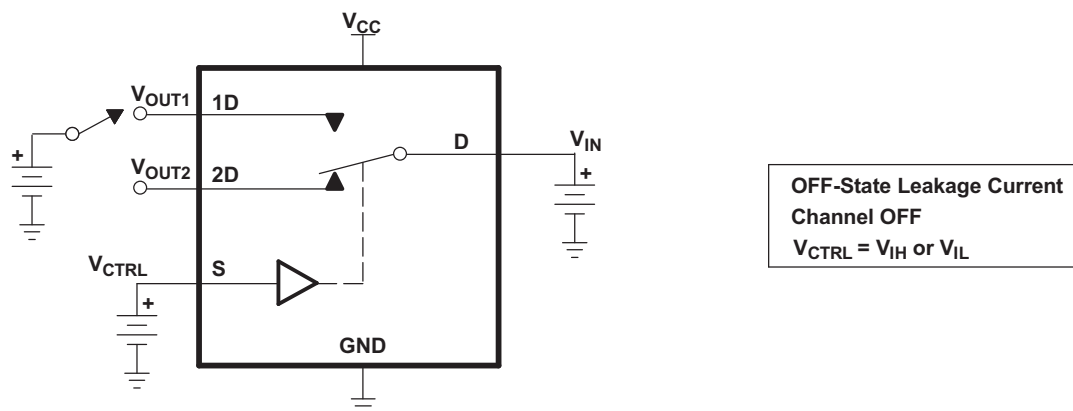 VCC
VOUT1 1D
D VIN
+ VOUT2 2D
+
VCTRL S
+
GND
OFF-State Leakage Current
Channel OFF
VCTRL = VIH or VIL